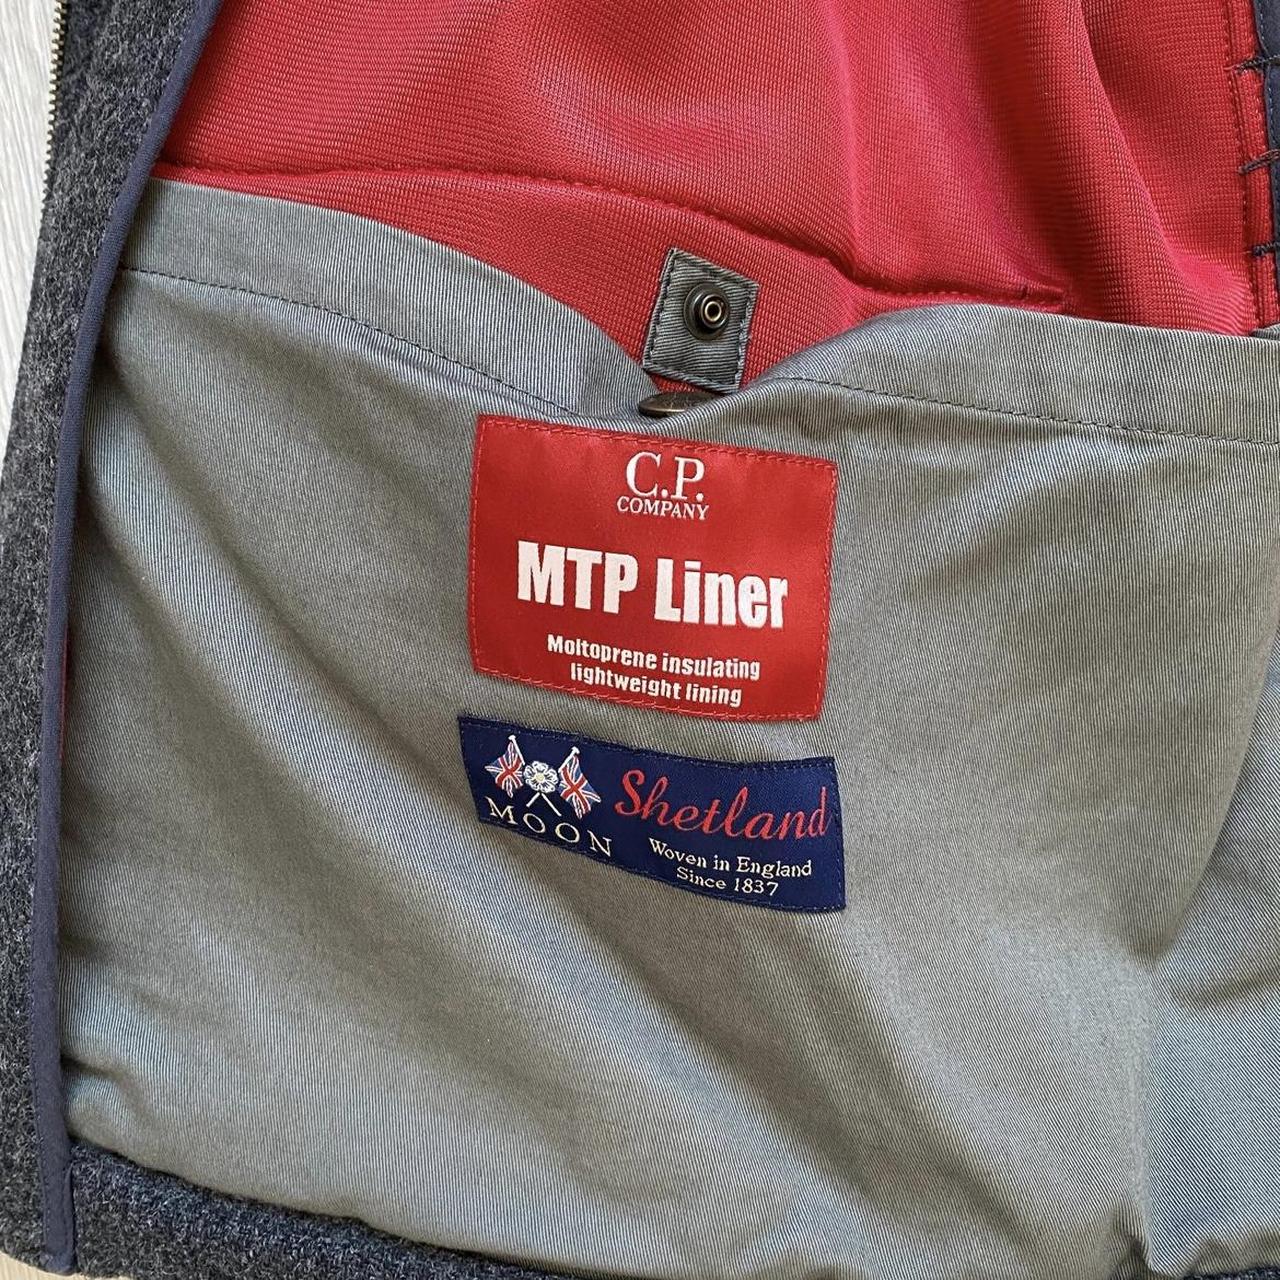 C.P.
COMPANY
MTP Liner
Moltoprene insulating
lightweight lining
MOON
Shetland
Woven in England
Since 1837